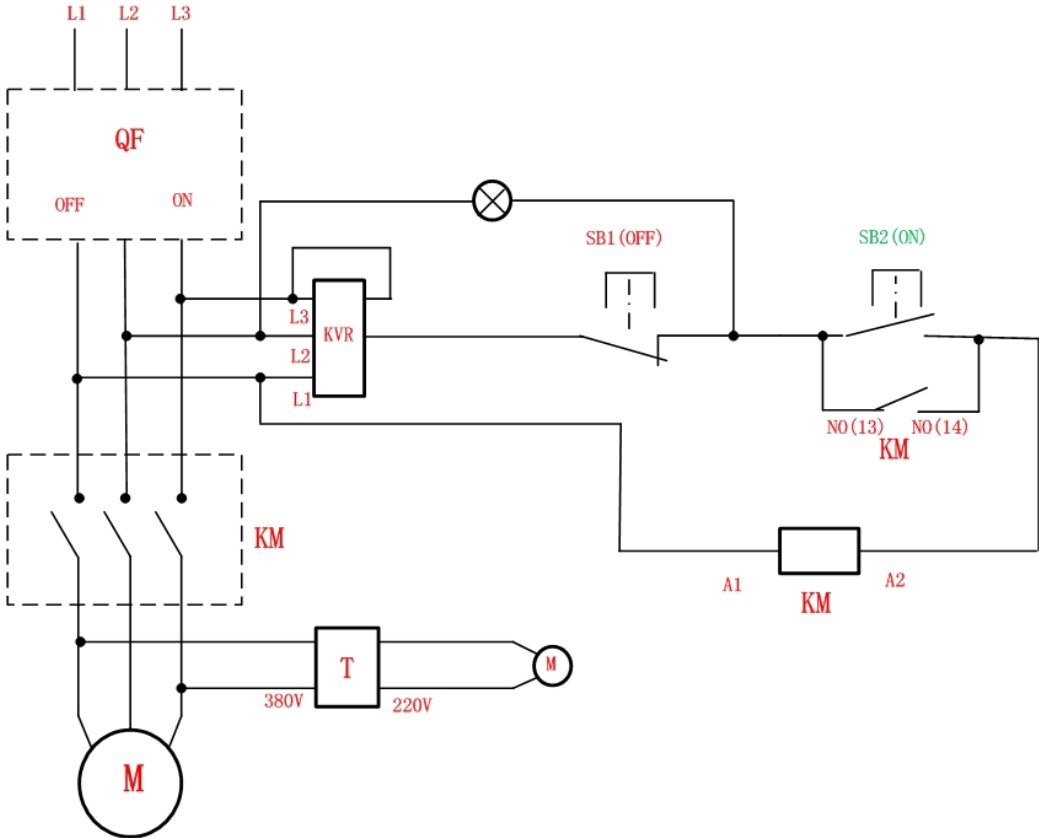 L1 L2 L3
QF
OFF ON
SB1(OFF)
SB2(ON)
L3
KVR
L2
L1
NO(13) NO(14)
KM
KM
A1 A2
KM
T
M
380V 220V
M